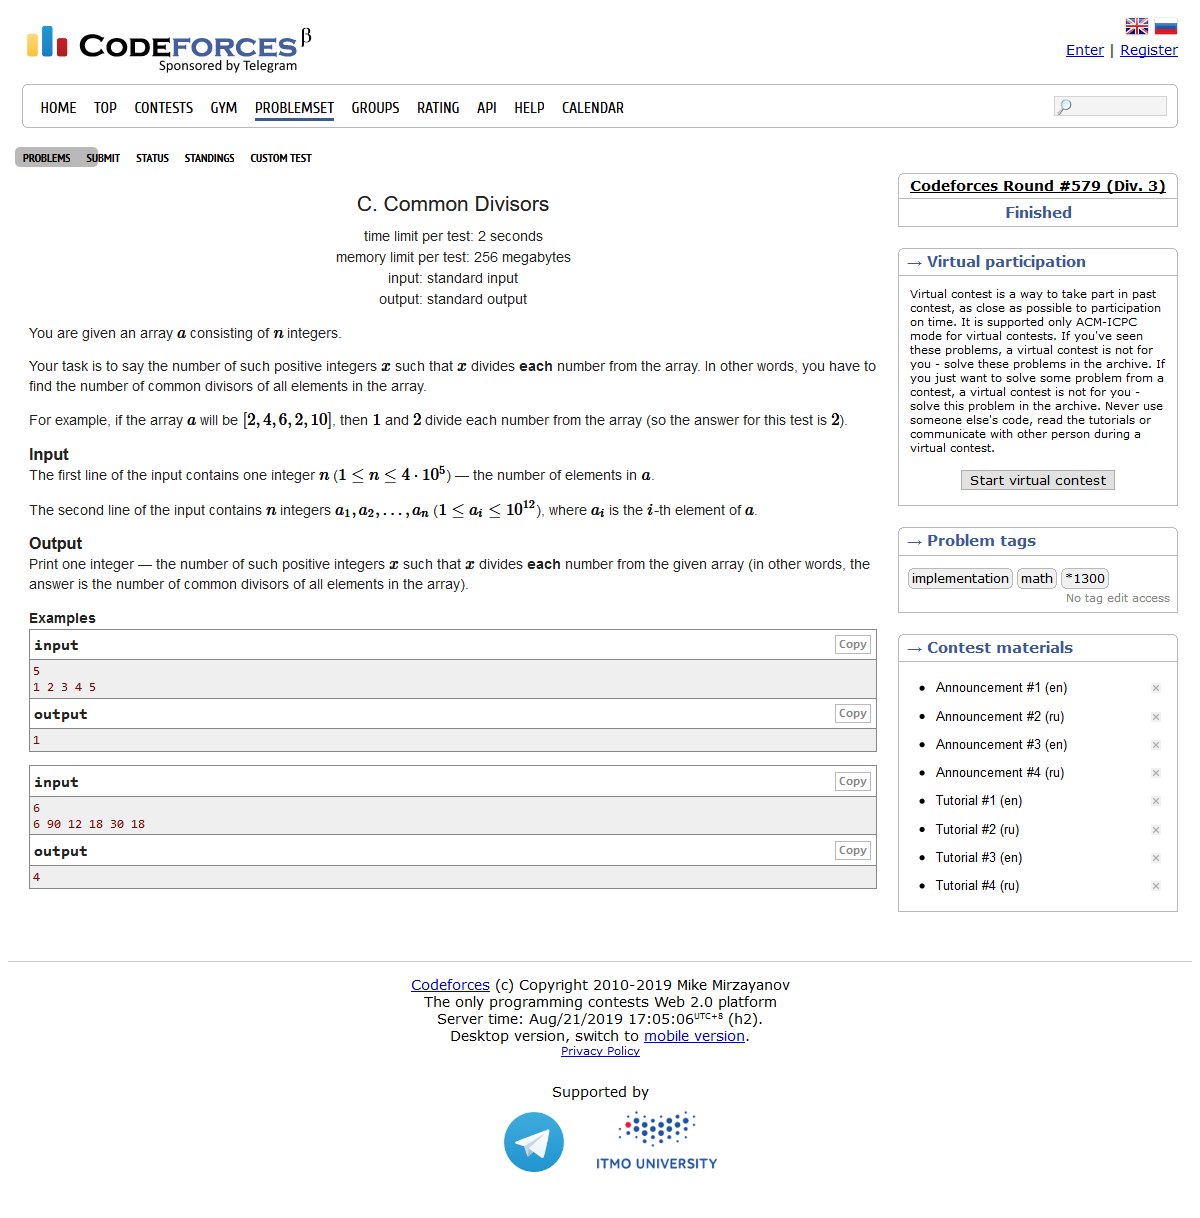 CODEFORCES β
Sponsored by Telegram
Enter | Register
HOME TOP CONTESTS GYM PROBLEMSET GROUPS RATING API HELP CALENDAR
PROBLEMS SUBMIT STATUS STANDINGS CUSTOM TEST
C. Common Divisors
time limit per test: 2 seconds
memory limit per test: 256 megabytes
input: standard input
output: standard output
You are given an array a consisting of n integers.
Your task is to say the number of such positive integers x such that x divides each number from the array. In other words, you have to
find the number of common divisors of all elements in the array.
For example, if the array a will be [2, 4, 6, 2, 10], then 1 and 2 divide each number from the array (so the answer for this test is 2).
Input
The first line of the input contains one integer n (1 ≤ n ≤ 4 · 10⁵) — the number of elements in a.
The second line of the input contains n integers a₁, a₂, …, aₙ (1 ≤ aᵢ ≤ 10¹²), where aᵢ is the i-th element of a.
Output
Print one integer — the number of such positive integers x such that x divides each number from the given array (in other words, the
answer is the number of common divisors of all elements in the array).
Examples
input Copy
5
1 2 3 4 5
output Copy
1
input Copy
6
6 90 12 18 30 18
output Copy
4
Codeforces Round #579 (Div. 3)
Finished
→ Virtual participation
Virtual contest is a way to take part in past
contest, as close as possible to participation
on time. It is supported only ACM-ICPC
mode for virtual contests. If you've seen
these problems, a virtual contest is not for
you - solve these problems in the archive. If
you just want to solve some problem from a
contest, a virtual contest is not for you -
solve this problem in the archive. Never use
someone else's code, read the tutorials or
communicate with other person during a
virtual contest.
Start virtual contest
→ Problem tags
implementation math *1300
No tag edit access
→ Contest materials
Announcement #1 (en)
Announcement #2 (ru)
Announcement #3 (en)
Announcement #4 (ru)
Tutorial #1 (en)
Tutorial #2 (ru)
Tutorial #3 (en)
Tutorial #4 (ru)
Codeforces (c) Copyright 2010-2019 Mike Mirzayanov
The only programming contests Web 2.0 platform
Server time: Aug/21/2019 17:05:06 UTC+8 (h2).
Desktop version, switch to mobile version.
Privacy Policy
Supported by
ITMO UNIVERSITY